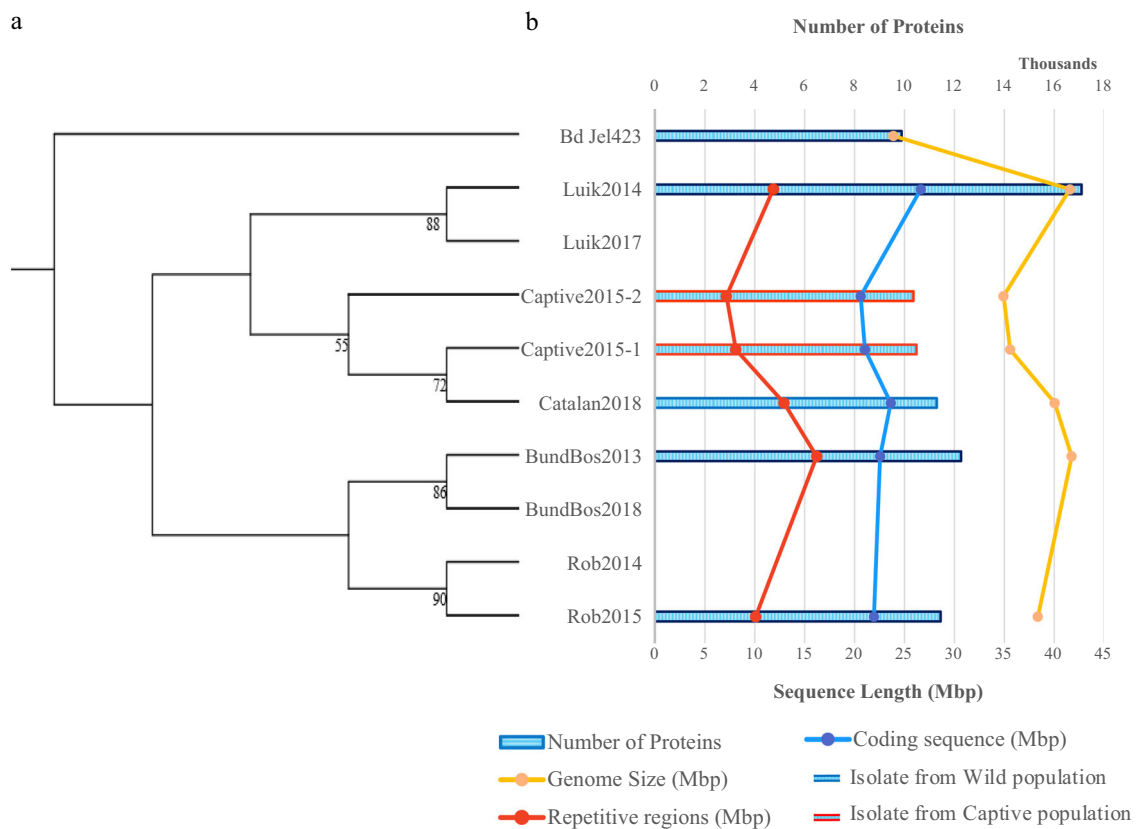 a
b
Number of Proteins
Thousands
0 2 4 6 8 10 12 14 16 18
Bd Jel423
Luik2014
88
Luik2017
Captive2015-2
55
Captive2015-1
72
Catalan2018
BundBos2013
86
BundBos2018
Rob2014
90
Rob2015
0 5 10 15 20 25 30 35 40 45
Sequence Length (Mbp)
Number of Proteins
Coding sequence (Mbp)
Genome Size (Mbp)
Isolate from Wild population
Repetitive regions (Mbp)
Isolate from Captive population